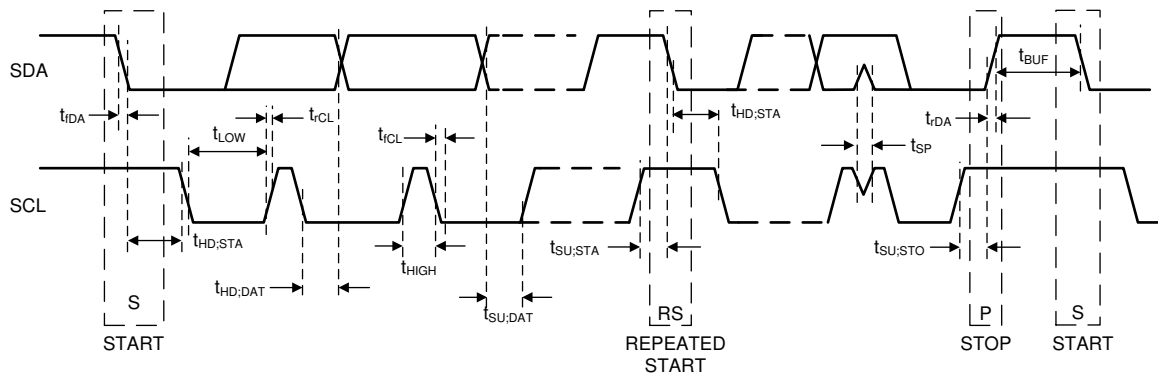 SDA
t_fDA
t_LOW
t_rCL
t_fCL
t_HD;STA
t_SP
t_rDA
t_BUF
SCL
t_HD;STA
t_HD;DAT
t_HIGH
t_SU;DAT
t_SU;STA
t_SU;STO
S
RS
P
S
START
REPEATED
START
STOP
START